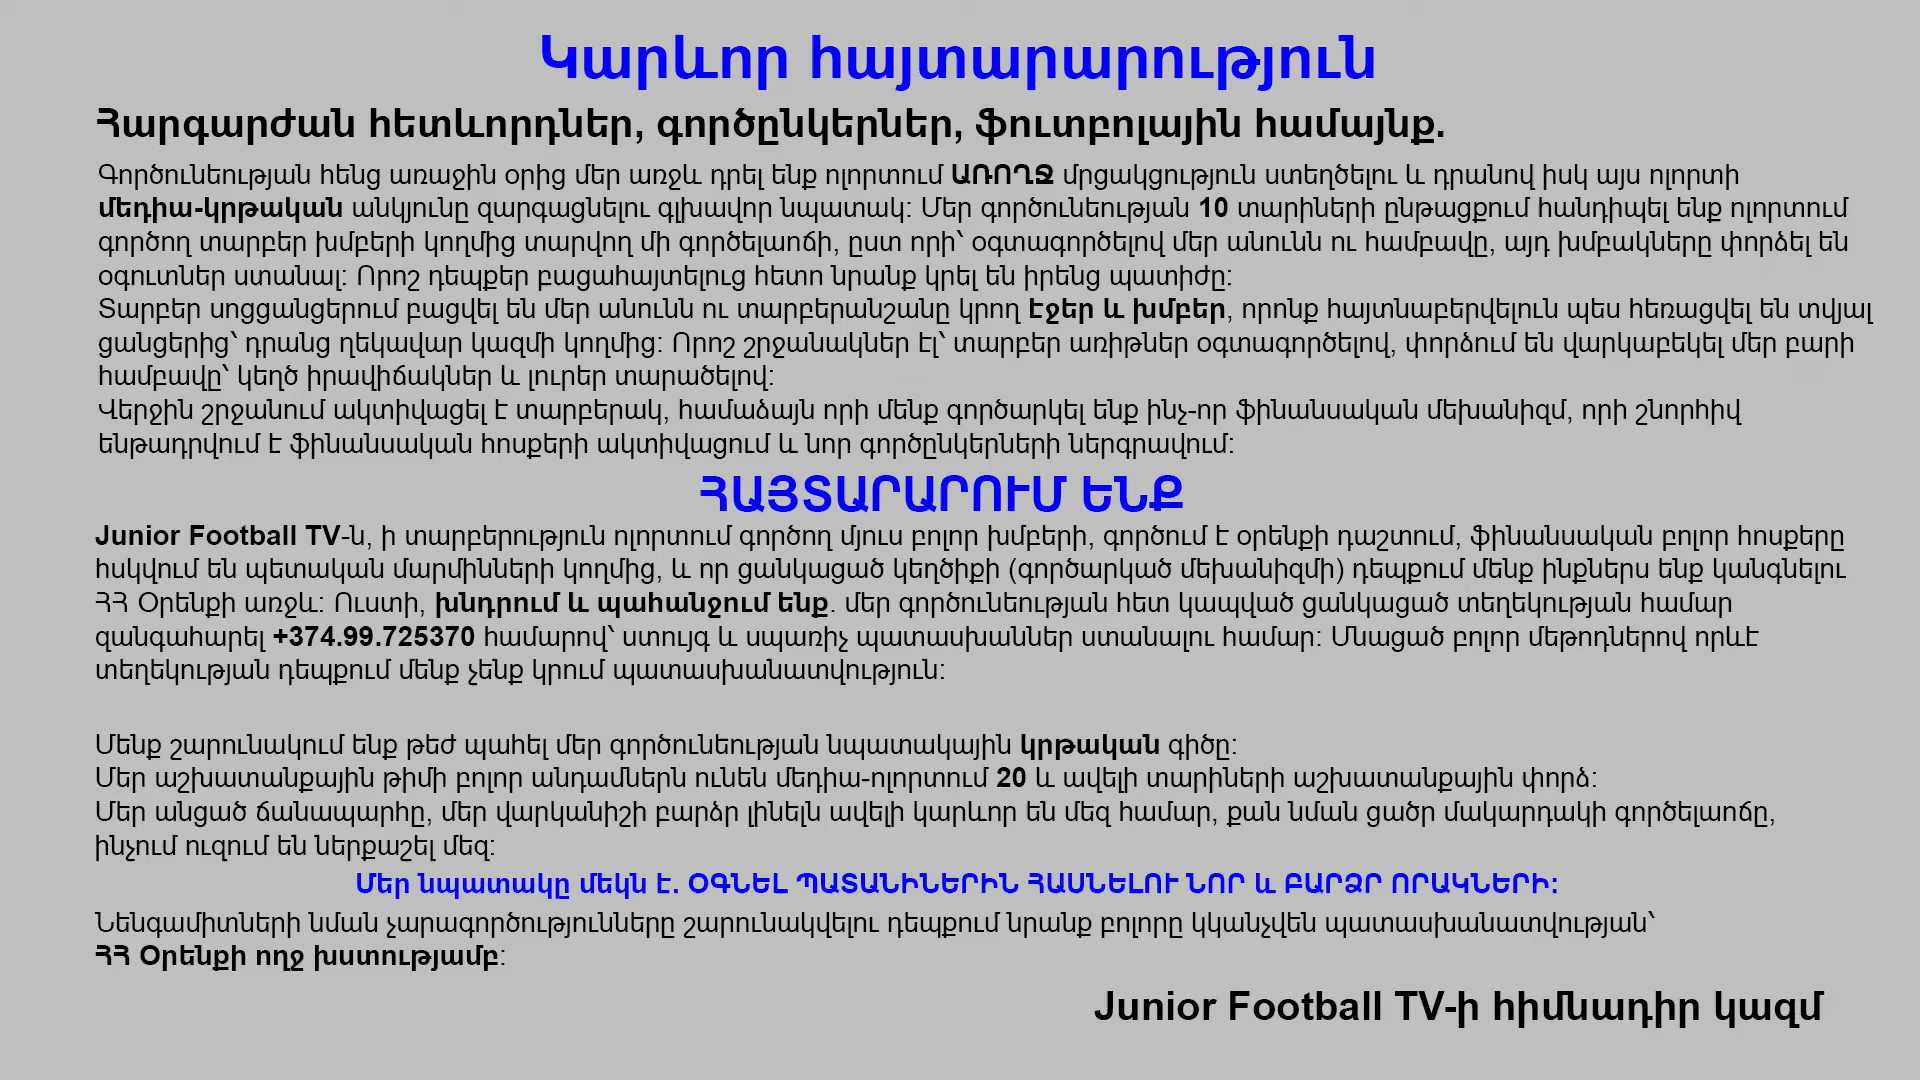 Կարևոր հայտարարություն
Հարգարժան հետևորդներ, գործընկերներ, ֆուտբոլային համայնք.
Գործունեության հենց առաջին օրից մեր առջև դրել ենք ոլորտում ԱՌՈՂՋ մրցակցություն ստեղծելու և դրանով իսկ այս ոլորտի
մեդիա-կրթական անկյունը զարգացնելու գլխավոր նպատակ: Մեր գործունեության 10 տարիների ընթացքում հանդիպել ենք ոլորտում
գործող տարբեր խմբերի կողմից տարվող մի գործելաոճի, ըստ որի՝ օգտագործելով մեր անունն ու համբավը, այդ խմբակները փորձել են
օգուտներ ստանալ: Որոշ դեպքեր բացահայտելուց հետո նրանք կրել են իրենց պատիժը:
Տարբեր սոցցանցերում բացվել են մեր անունն ու տարբերանշանը կրող էջեր և խմբեր, որոնք հայտնաբերվելուն պես հեռացվել են տվյալ
ցանցերից՝ դրանց ղեկավար կազմի կողմից: Որոշ շրջանակներ էլ՝ տարբեր առիթներ օգտագործելով, փորձում են վարկաբեկել մեր բարի
համբավը՝ կեղծ իրավիճակներ և լուրեր տարածելով:
Վերջին շրջանում ակտիվացել է տարբերակ, համաձայն որի մենք գործարկել ենք ինչ-որ ֆինանսական մեխանիզմ, որի շնորհիվ
ենթադրվում է ֆինանսական հոսքերի ակտիվացում և նոր գործընկերների ներգրավում:
ՀԱՅՏԱՐԱՐՈՒՄ ԵՆՔ
Junior Football TV-ն, ի տարբերություն ոլորտում գործող մյուս բոլոր խմբերի, գործում է օրենքի դաշտում, ֆինանսական բոլոր հոսքերը
հսկվում են պետական մարմինների կողմից, և որ ցանկացած կեղծիքի (գործարկած մեխանիզմի) դեպքում մենք ինքներս ենք կանգնելու
ՀՀ Օրենքի առջև: Ուստի, խնդրում և պահանջում ենք. մեր գործունեության հետ կապված ցանկացած տեղեկության համար
զանգահարել +374.99.725370 համարով՝ ստույգ և սպառիչ պատասխաններ ստանալու համար: Մնացած բոլոր մեթոդներով որևէ
տեղեկության դեպքում մենք չենք կրում պատասխանատվություն:
Մենք շարունակում ենք թեժ պահել մեր գործունեության նպատակային կրթական գիծը:
Մեր աշխատանքային թիմի բոլոր անդամներն ունեն մեդիա-ոլորտում 20 և ավելի տարիների աշխատանքային փորձ:
Մեր անցած ճանապարհը, մեր վարկանիշի բարձր լինելն ավելի կարևոր են մեզ համար, քան նման ցածր մակարդակի գործելաոճը,
ինչում ուզում են ներքաշել մեզ:
Մեր նպատակը մեկն է. ՕԳՆԵԼ ՊԱՏԱՆԻՆԵՐԻՆ ՀԱՍՆԵԼՈՒ ՆՈՐ և ԲԱՐՁՐ ՈՐԱԿՆԵՐԻ:
Նենգամիտների նման չարագործությունները շարունակվելու դեպքում նրանք բոլորը կկանչվեն պատասխանատվության՝
ՀՀ Օրենքի ողջ խստությամբ:
Junior Football TV-ի հիմնադիր կազմ